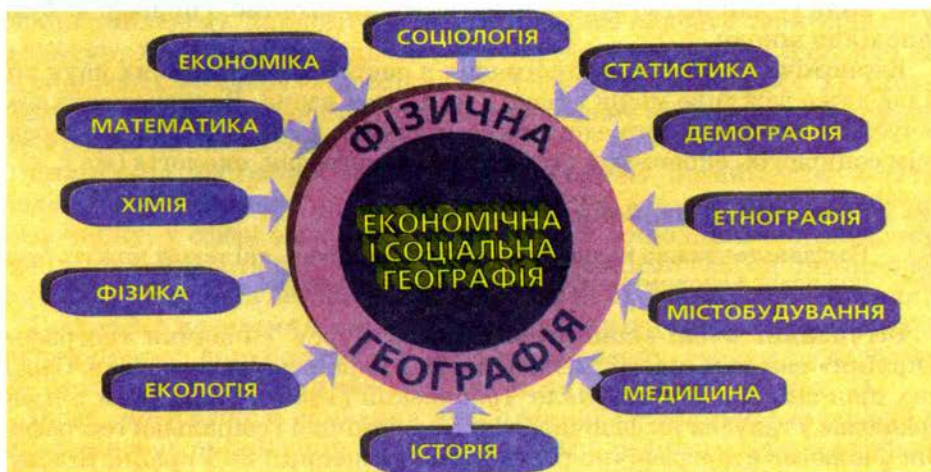 СОЦІОЛОГІЯ
ЕКОНОМІКА
СТАТИСТИКА
МАТЕМАТИКА
ДЕМОГРАФІЯ
ХІМІЯ
ЕТНОГРАФІЯ
ФІЗИКА
МІСТОБУДУВАННЯ
ЕКОЛОГІЯ
МЕДИЦИНА
ІСТОРІЯ
ФІЗИЧНА
ГЕОГРАФІЯ
ЕКОНОМІЧНА
І СОЦІАЛЬНА
ГЕОГРАФІЯ